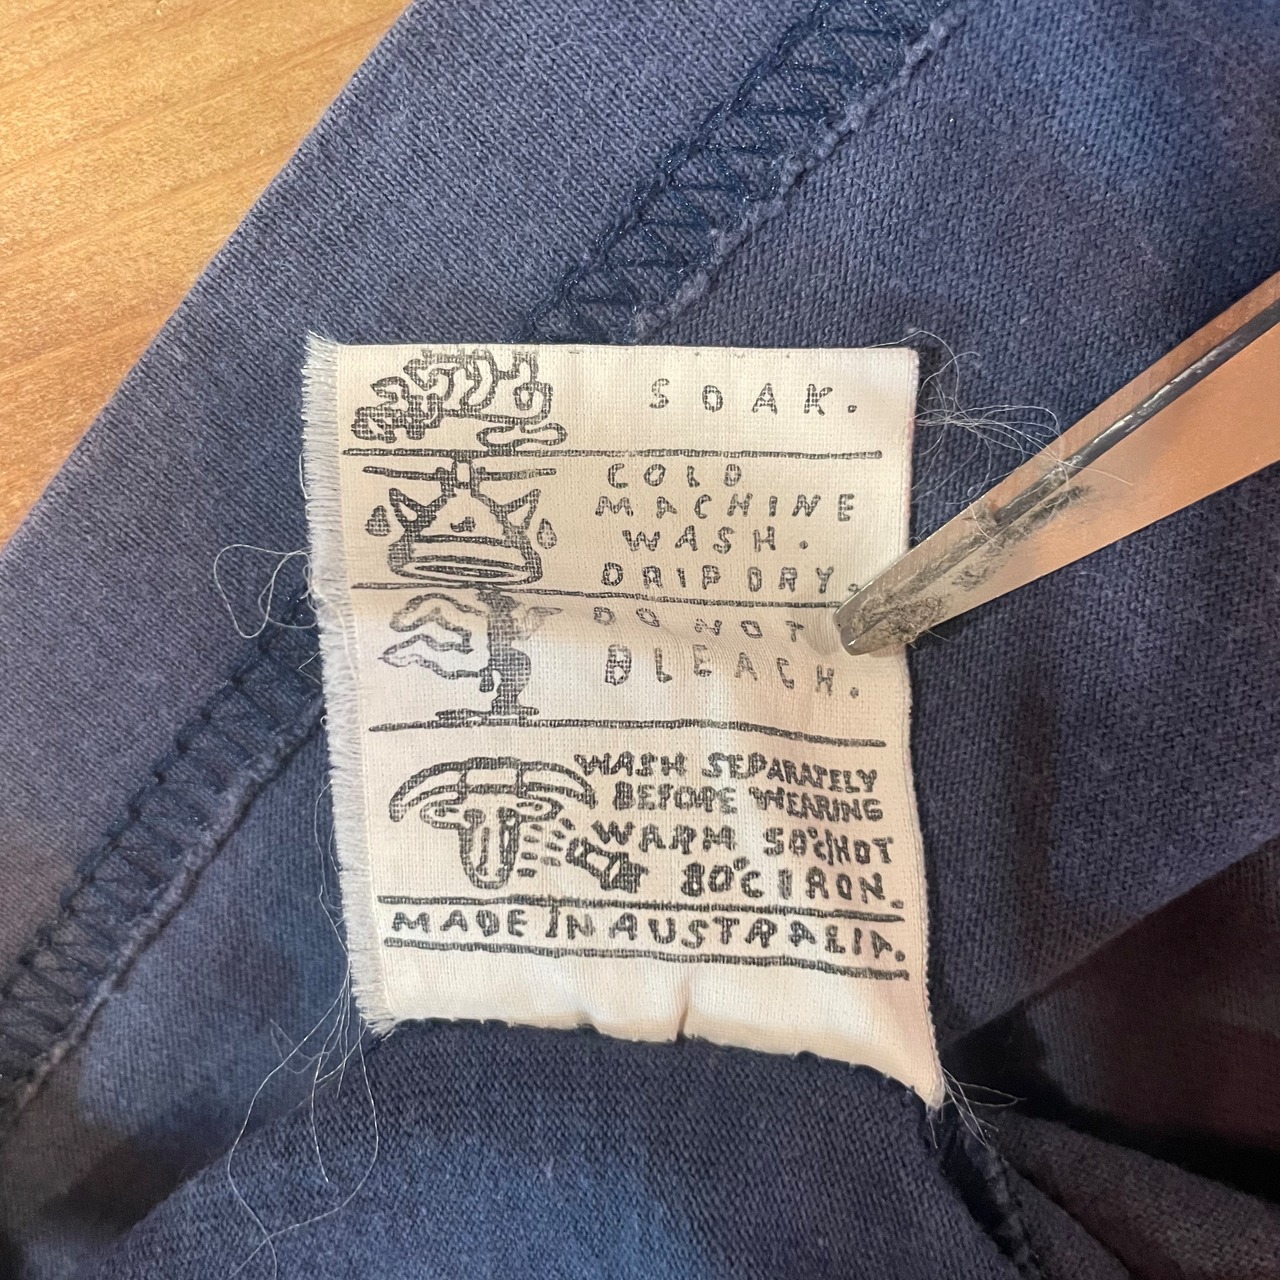 SOAK.
COLD
MACHINE
WASH.
DRIP DRY.
DO NOT
BLEACH.
WASH SEPARATELY
BEFORE WEARING
WARM 50°C/HOT
80°C IRON.
MADE IN AUSTRALIA.